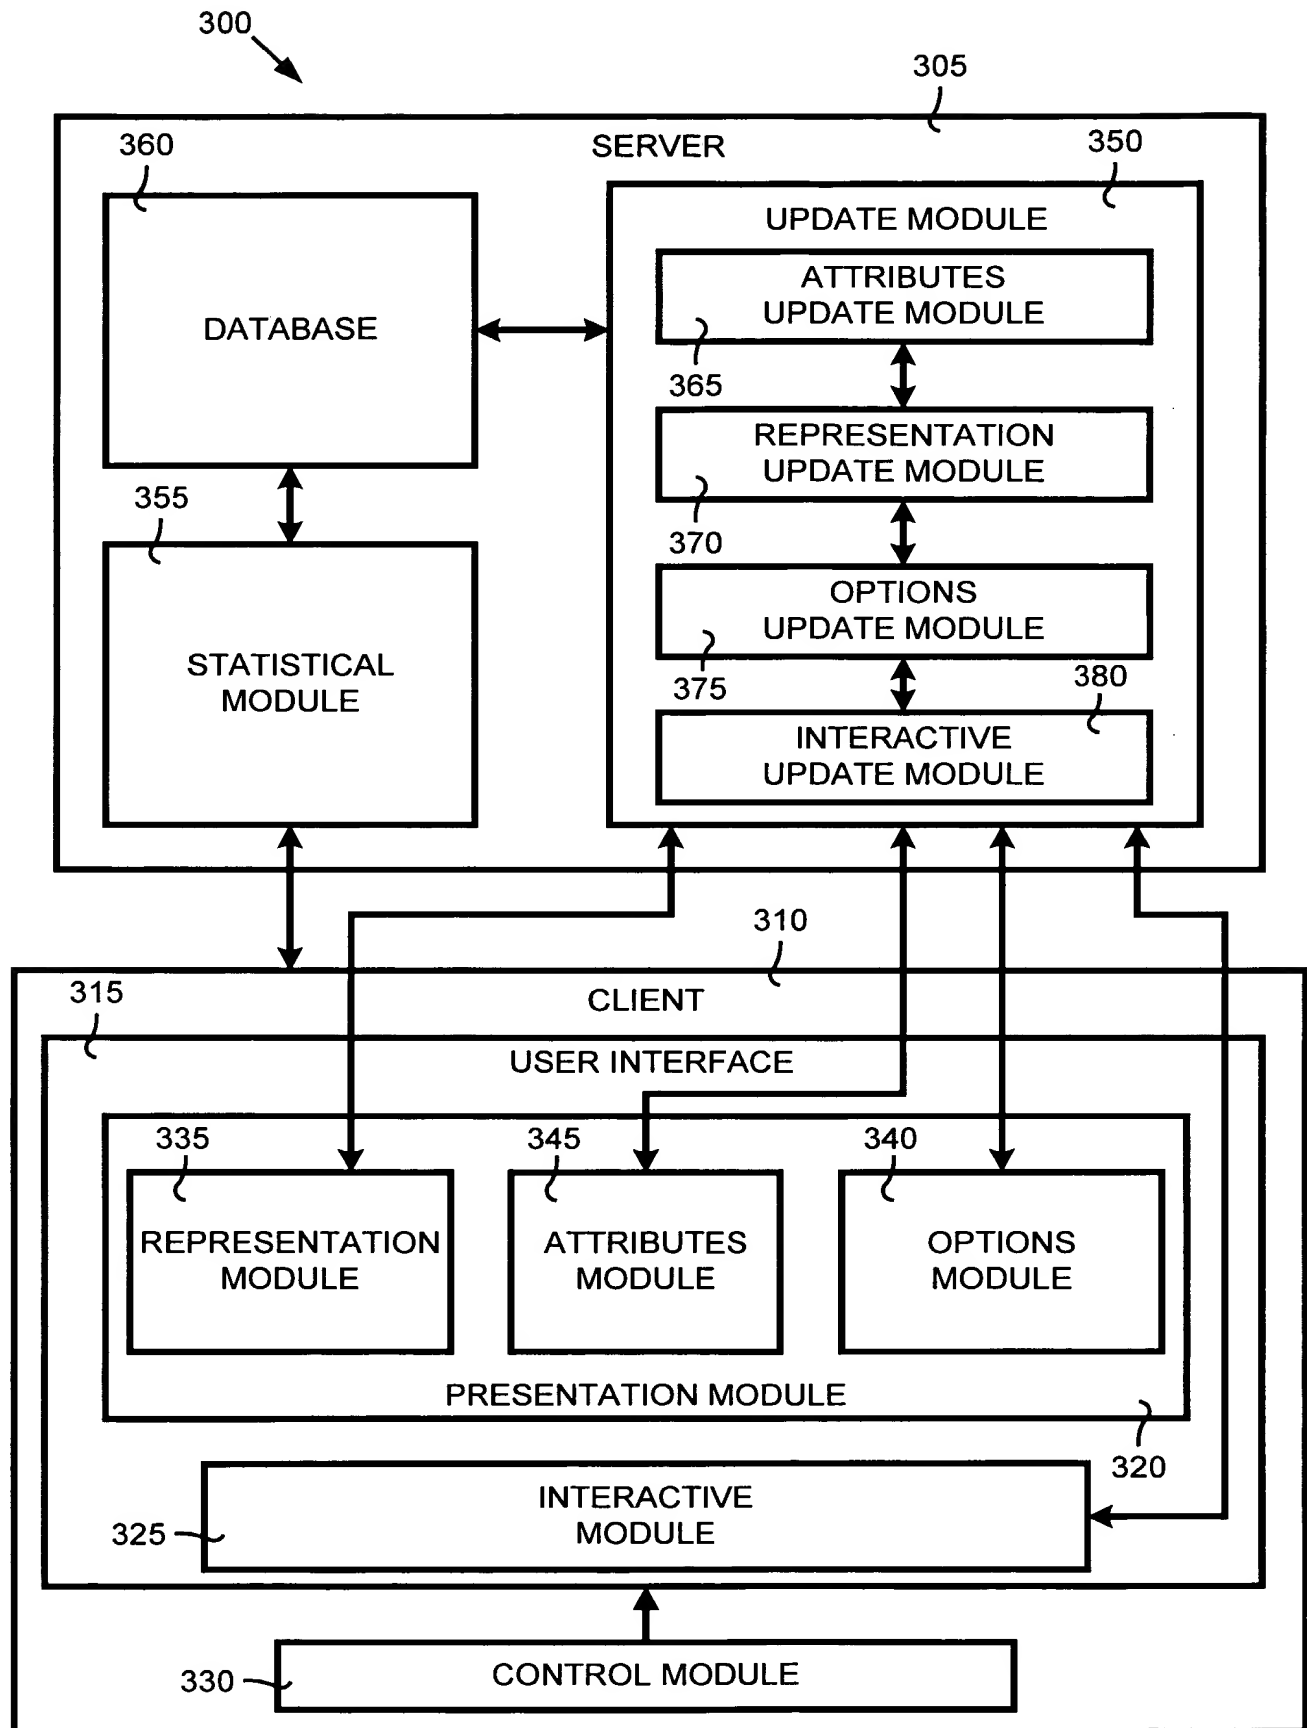 300
305
SERVER
360
350
UPDATE MODULE
ATTRIBUTES
UPDATE MODULE
DATABASE
365
REPRESENTATION
UPDATE MODULE
355
370
OPTIONS
UPDATE MODULE
STATISTICAL
MODULE
375
380
INTERACTIVE
UPDATE MODULE
310
315
CLIENT
USER INTERFACE
335
345
340
REPRESENTATION
MODULE
ATTRIBUTES
MODULE
OPTIONS
MODULE
PRESENTATION MODULE
320
INTERACTIVE
MODULE
325
CONTROL MODULE
330